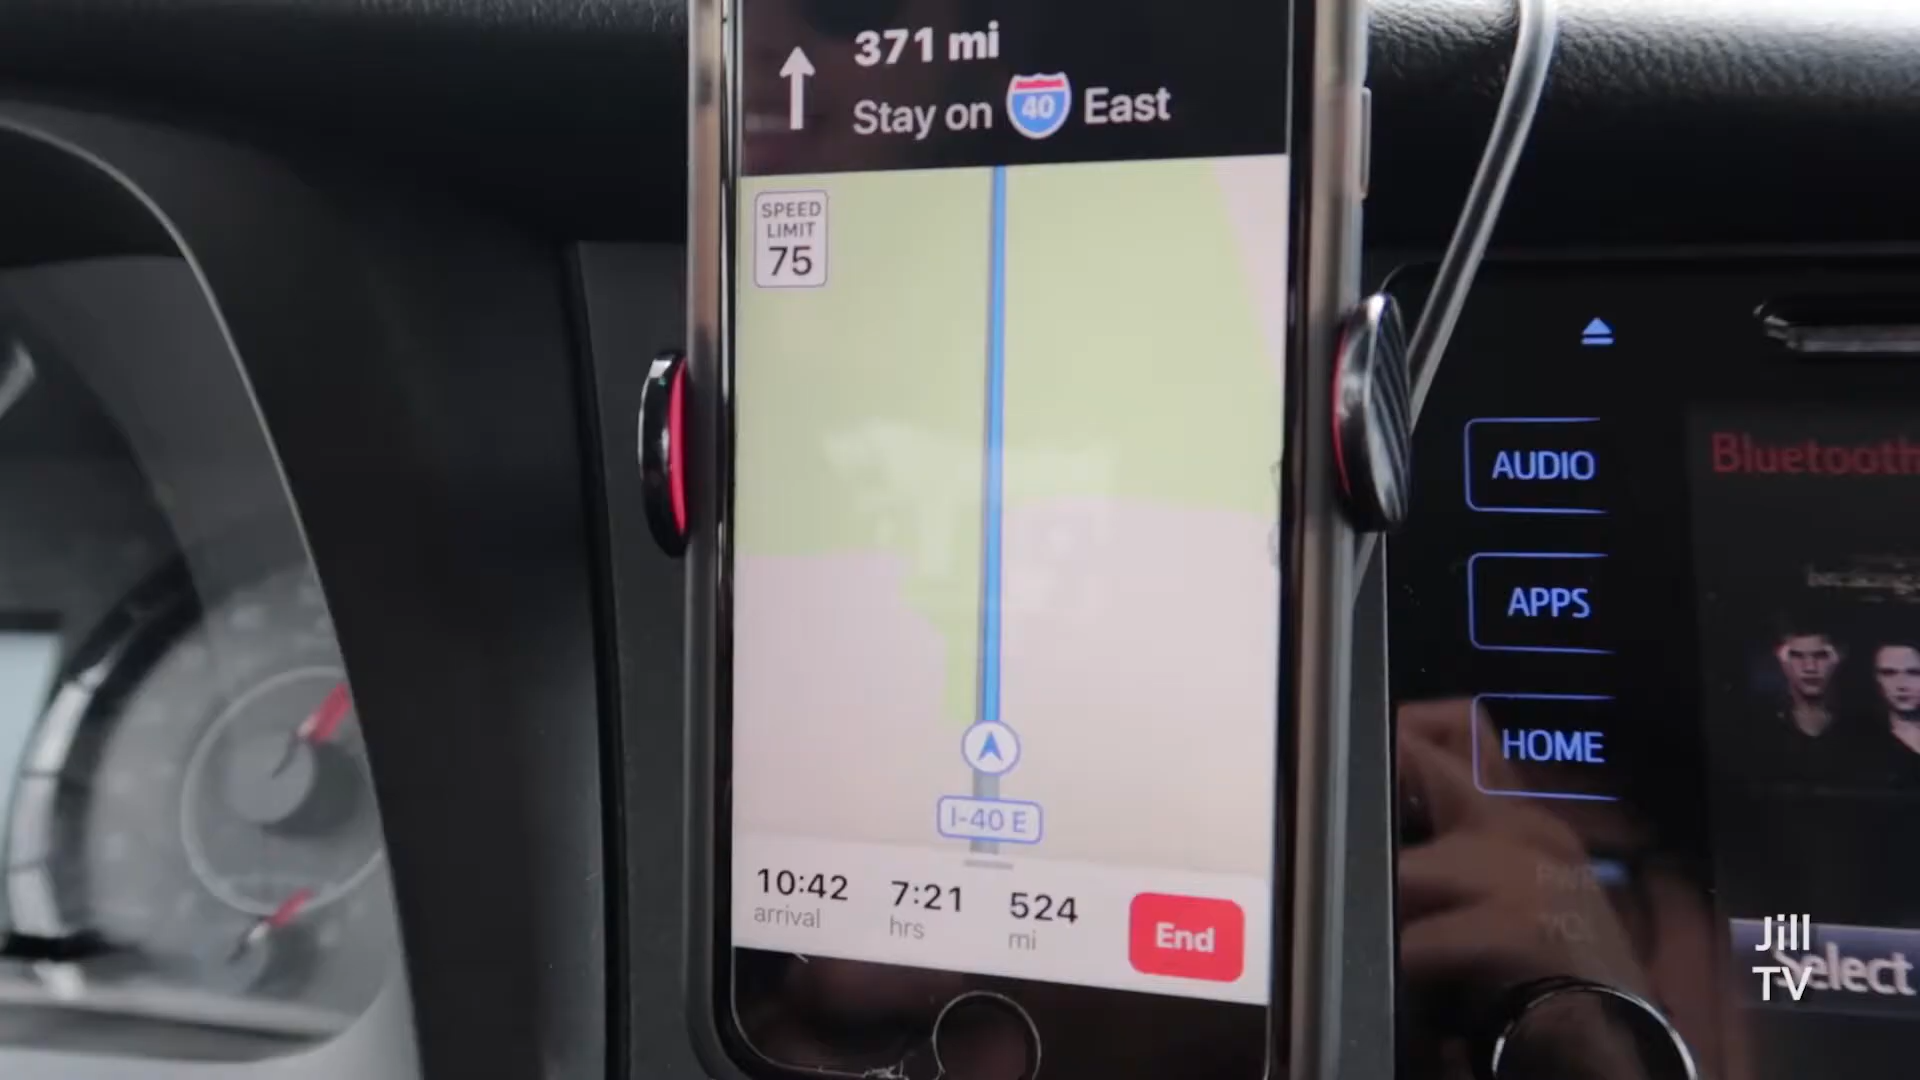 371 mi
Stay on 40 East
SPEED
LIMIT
75
I-40 E
10:42 7:21 524
arrival hrs mi
End
AUDIO
APPS
HOME
Bluetooth
Select
Jill
TV